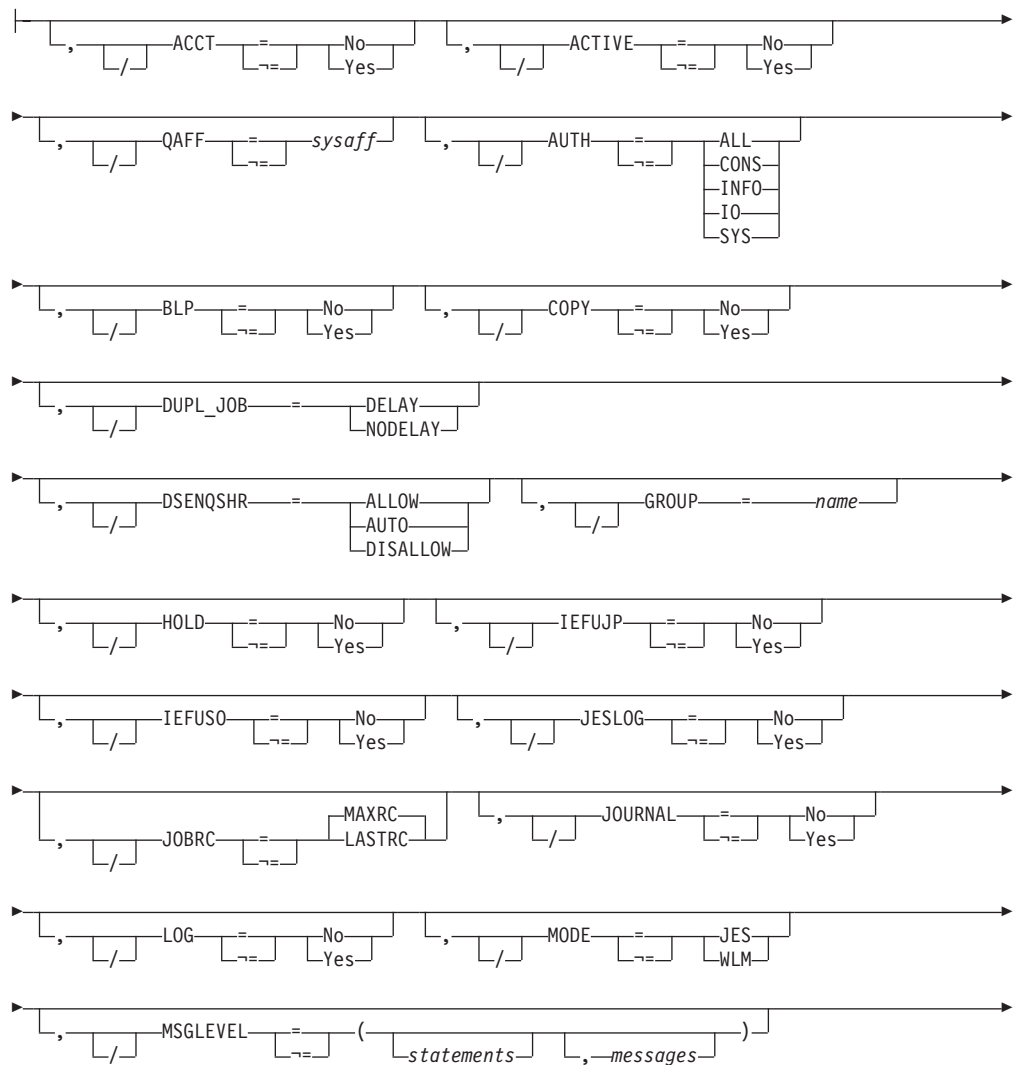 , / ACCT = ¬= No Yes , / ACTIVE = ¬= No Yes
, / QAFF = ¬= sysaff , / AUTH = ¬= ALL CONS INFO IO SYS
, / BLP = ¬= No Yes , / COPY = ¬= No Yes
, / DUPL_JOB = DELAY NODELAY
, / DSENQSHR = ALLOW AUTO DISALLOW , / GROUP = name
, / HOLD = ¬= No Yes , / IEFUJP = ¬= No Yes
, / IEFUSO = ¬= No Yes , / JESLOG = ¬= No Yes
, / JOBRC = ¬= MAXRC LASTRC , / JOURNAL = ¬= No Yes
, / LOG = ¬= No Yes , / MODE = ¬= JES WLM
, / MSGLEVEL = ¬= ( statements , messages )